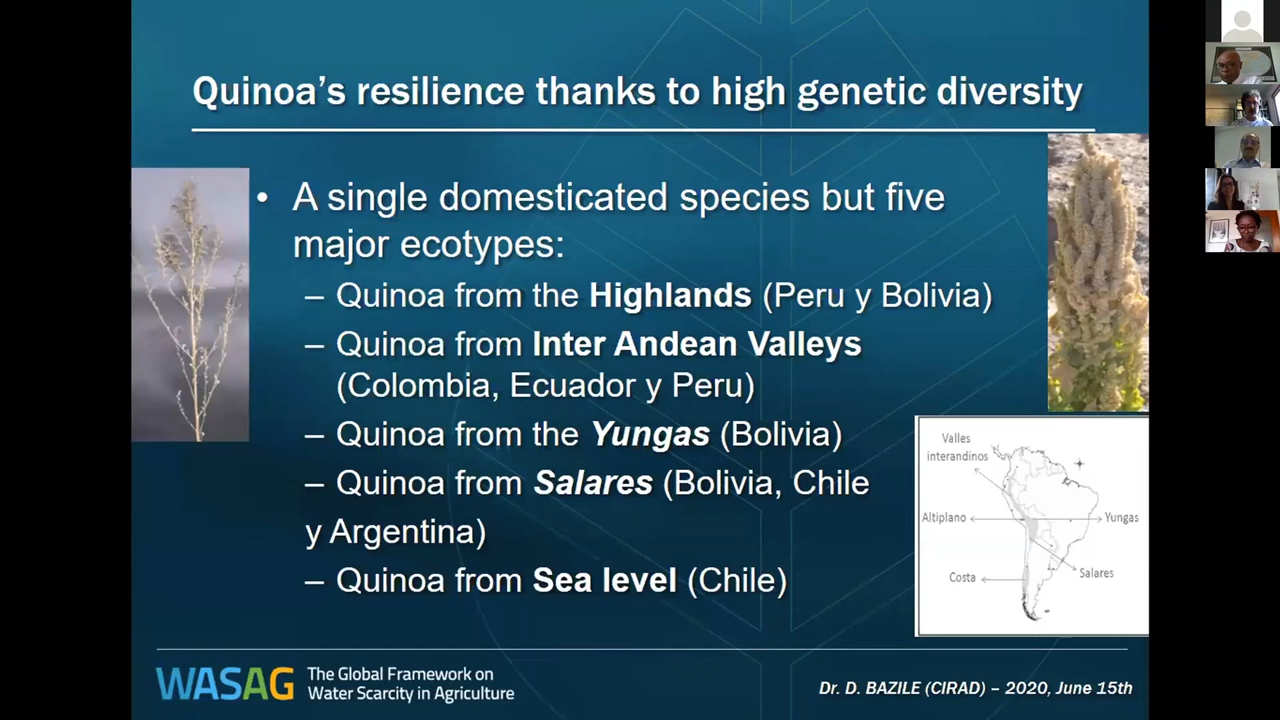 Quinoa's resilience thanks to high genetic diversity
• A single domesticated species but five
major ecotypes:
– Quinoa from the Highlands (Peru y Bolivia)
– Quinoa from Inter Andean Valleys
(Colombia, Ecuador y Peru)
– Quinoa from the Yungas (Bolivia)
– Quinoa from Salares (Bolivia, Chile
y Argentina)
– Quinoa from Sea level (Chile)
Valles
interandinos
Altiplano
Yungas
Salares
Costa
WASAG
The Global Framework on
Water Scarcity in Agriculture
Dr. D. BAZILE (CIRAD) – 2020, June 15th